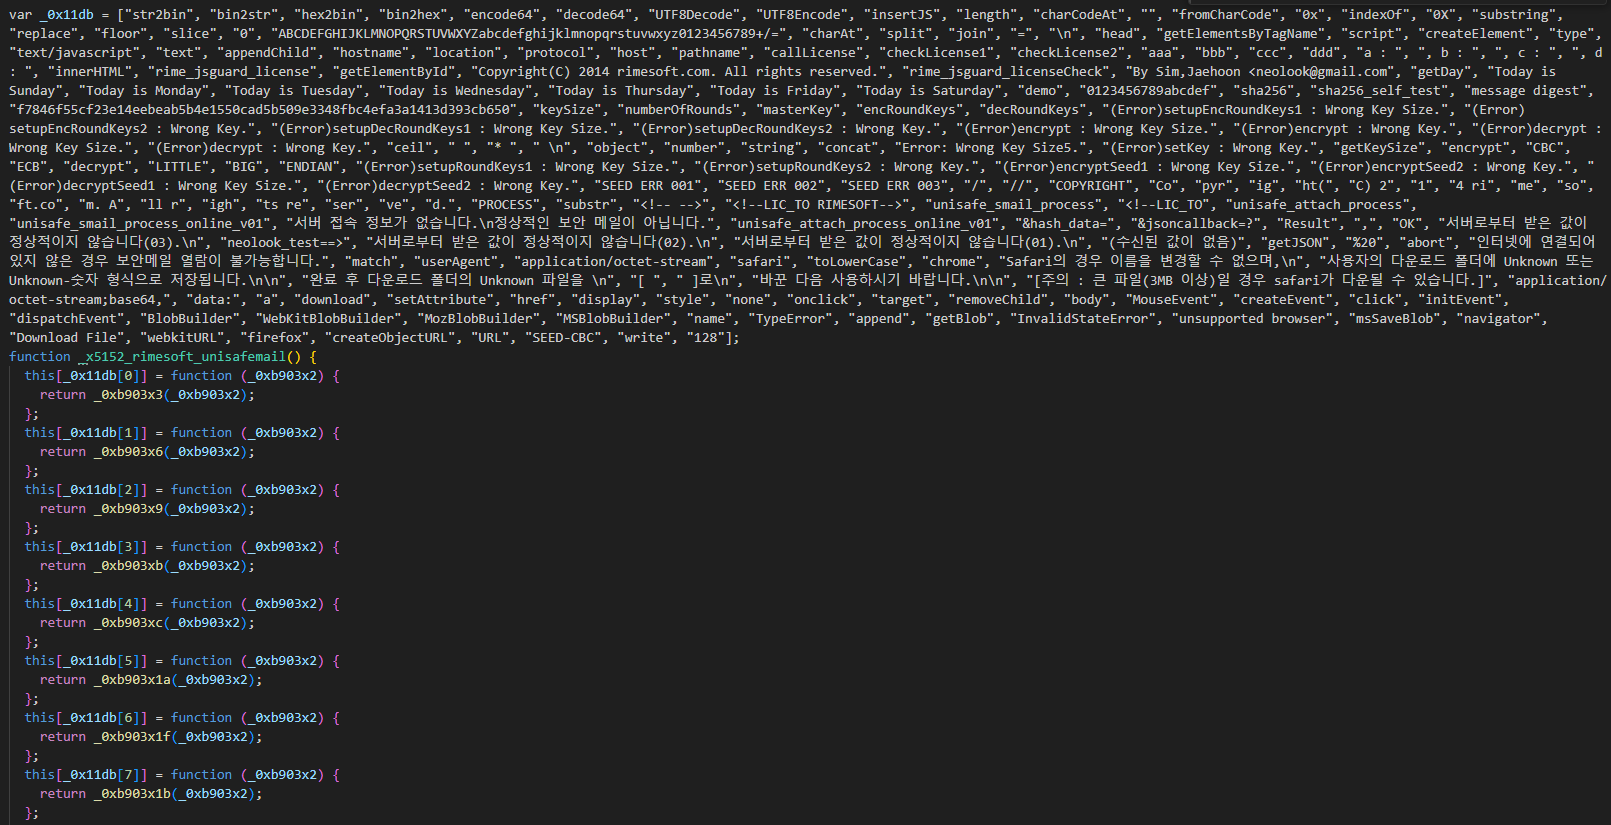 var _0x11db = ["str2bin", "bin2str", "hex2bin", "bin2hex", "encode64", "decode64", "UTF8Decode", "UTF8Encode", "insertJS", "length", "charCodeAt", "", "fromCharCode", "0x", "indexOf", "0X", "substring",
"replace", "floor", "slice", "0", "ABCDEFGHIJKLMNOPQRSTUVWXYZabcdefghijklmnopqrstuvwxyz0123456789+/=", "charAt", "split", "join", "=", "\n", "head", "getElementsByTagName", "script", "createElement", "type",
"text/javascript", "text", "appendChild", "hostname", "location", "protocol", "host", "pathname", "callLicense", "checkLicense1", "checkLicense2", "aaa", "bbb", "ccc", "ddd", "a : ", ", b : ", ", c : ", ", d
: ", "innerHTML", "rime_jsguard_license", "getElementById", "Copyright(C) 2014 rimesoft.com. All rights reserved.", "rime_jsguard_licenseCheck", "By Sim,Jaehoon <neolook@gmail.com", "getDay", "Today is
Sunday", "Today is Monday", "Today is Tuesday", "Today is Wednesday", "Today is Thursday", "Today is Friday", "Today is Saturday", "demo", "0123456789abcdef", "sha256", "sha256_self_test", "message digest",
"f7846f55cf23e14eebeab5b4e1550cad5b509e3348fbc4efa3a1413d393cb650", "keySize", "numberOfRounds", "masterKey", "encRoundKeys", "decRoundKeys", "(Error)setupEncRoundKeys1 : Wrong Key Size.", "(Error)
setupEncRoundKeys2 : Wrong Key.", "(Error)setupDecRoundKeys1 : Wrong Key Size.", "(Error)setupDecRoundKeys2 : Wrong Key.", "(Error)encrypt : Wrong Key Size.", "(Error)encrypt : Wrong Key.", "(Error)decrypt :
Wrong Key Size.", "(Error)decrypt : Wrong Key.", "ceil", " ", "* ", " \n", "object", "number", "string", "concat", "Error: Wrong Key Size5.", "(Error)setKey : Wrong Key.", "getKeySize", "encrypt", "CBC",
"ECB", "decrypt", "LITTLE", "BIG", "ENDIAN", "(Error)setupRoundKeys1 : Wrong Key Size.", "(Error)setupRoundKeys2 : Wrong Key.", "(Error)encryptSeed1 : Wrong Key Size.", "(Error)encryptSeed2 : Wrong Key.", "
(Error)decryptSeed1 : Wrong Key Size.", "(Error)decryptSeed2 : Wrong Key.", "SEED ERR 001", "SEED ERR 002", "SEED ERR 003", "/", "//", "COPYRIGHT", "Co", "pyr", "ig", "ht(", "C) 2", "1", "4 ri", "me", "so",
"ft.co", "m. A", "ll r", "igh", "ts re", "ser", "ve", "d.", "PROCESS", "substr", "<!-- -->", "<!--LIC_TO RIMESOFT-->", "unisafe_smail_process", "<!--LIC_TO", "unisafe_attach_process",
"unisafe_smail_process_online_v01", "서버 접속 정보가 없습니다.\n정상적인 보안 메일이 아닙니다.", "unisafe_attach_process_online_v01", "&hash_data=", "&jsoncallback=?", "Result", ",", "OK", "서버로부터 받은 값이
정상적이지 않습니다(03).\n", "neolook_test==>", "서버로부터 받은 값이 정상적이지 않습니다(02).\n", "서버로부터 받은 값이 정상적이지 않습니다(01).\n", "(수신된 값이 없음)", "getJSON", "%20", "abort", "인터넷에 연결되어
있지 않은 경우 보안메일 열람이 불가능합니다.", "match", "userAgent", "application/octet-stream", "safari", "toLowerCase", "chrome", "Safari의 경우 이름을 변경할 수 없으며,\n", "사용자의 다운로드 폴더에 Unknown 또는
Unknown-숫자 형식으로 저장됩니다.\n\n", "완료 후 다운로드 폴더의 Unknown 파일을 \n", "[ ", " ]로\n", "바꾼 다음 사용하시기 바랍니다.\n\n", "[주의 : 큰 파일(3MB 이상)일 경우 safari가 다운될 수 있습니다.]", "application/
octet-stream;base64,", "data:", "a", "download", "setAttribute", "href", "display", "style", "none", "onclick", "target", "removeChild", "body", "MouseEvent", "createEvent", "click", "initEvent",
"dispatchEvent", "BlobBuilder", "WebKitBlobBuilder", "MozBlobBuilder", "MSBlobBuilder", "name", "TypeError", "append", "getBlob", "InvalidStateError", "unsupported browser", "msSaveBlob", "navigator",
"Download File", "webkitURL", "firefox", "createObjectURL", "URL", "SEED-CBC", "write", "128"];
function _x5152_rimesoft_unisafemail() {
this[_0x11db[0]] = function (_0xb903x2) {
return _0xb903x3(_0xb903x2);
};
this[_0x11db[1]] = function (_0xb903x2) {
return _0xb903x6(_0xb903x2);
};
this[_0x11db[2]] = function (_0xb903x2) {
return _0xb903x9(_0xb903x2);
};
this[_0x11db[3]] = function (_0xb903x2) {
return _0xb903xb(_0xb903x2);
};
this[_0x11db[4]] = function (_0xb903x2) {
return _0xb903xc(_0xb903x2);
};
this[_0x11db[5]] = function (_0xb903x2) {
return _0xb903x1a(_0xb903x2);
};
this[_0x11db[6]] = function (_0xb903x2) {
return _0xb903x1f(_0xb903x2);
};
this[_0x11db[7]] = function (_0xb903x2) {
return _0xb903x1b(_0xb903x2);
};